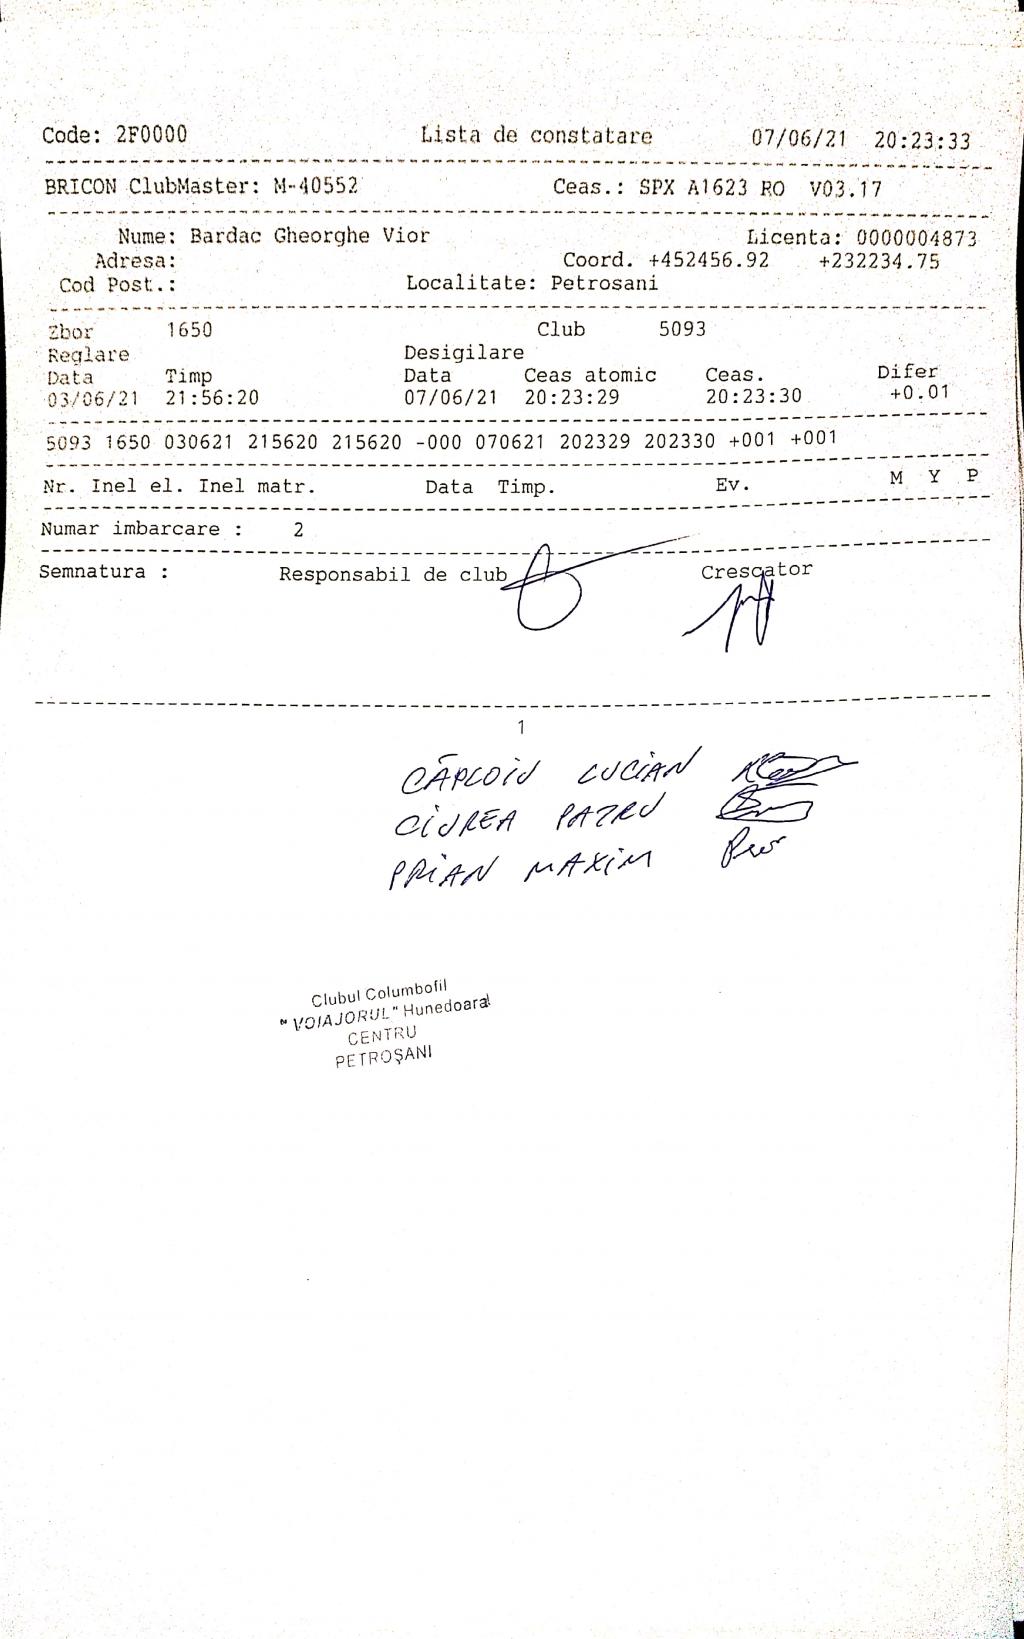 Code: 2F0000 Lista de constatare 07/06/21 20:23:33
BRICON ClubMaster: M-40552 Ceas.: SPX A1623 RO V03.17
Nume: Bardac Gheorghe Vior Licenta: 0000004873
Adresa: Coord. +452456.92 +232234.75
Cod Post.: Localitate: Petrosani
Zbor 1650 Club 5093
Reglare Desigilare
Data Timp Data Ceas atomic Ceas. Difer
03/06/21 21:56:20 07/06/21 20:23:29 20:23:30 +0.01
5093 1650 030621 215620 215620 -000 070621 202329 202330 +001 +001
Nr. Inel el. Inel matr. Data Timp. Ev. M Y P
Numar imbarcare : 2
Semnatura : Responsabil de club Crescator
1
LUCIAN
CIUREA PATRU
PRIAN MAXIM
Clubul Columbofil
"VOIAJORUL" Hunedoara
CENTRU
PETROȘANI